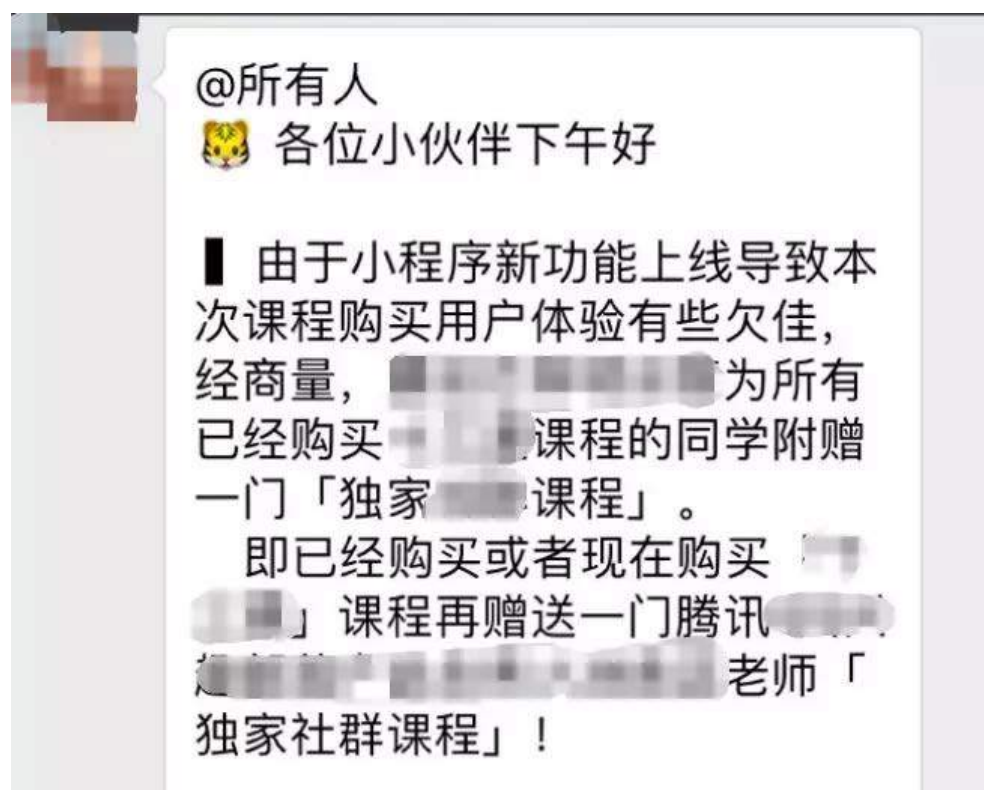 @所有人
🐯 各位小伙伴下午好
▌由于小程序新功能上线导致本
次课程购买用户体验有些欠佳，
经商量，为所有
已经购买课程的同学附赠
一门「独家课程」。
即已经购买或者现在购买
」课程再赠送一门腾讯
老师「
独家社群课程」！